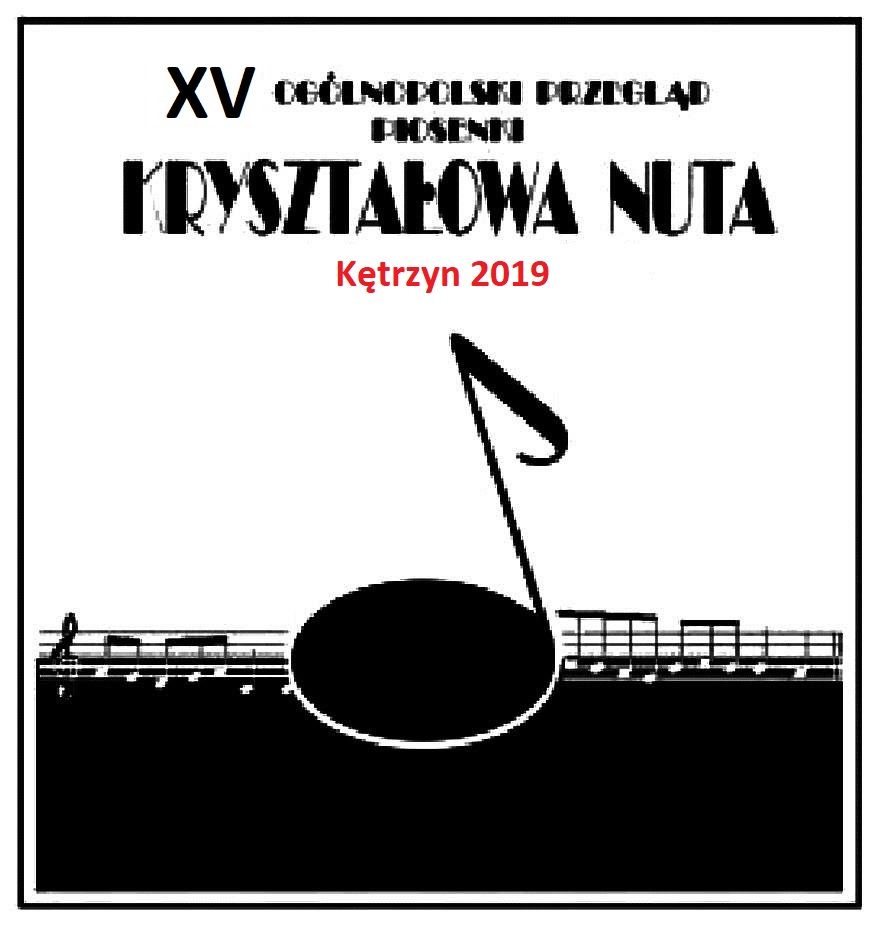 XV OGÓLNOPOLSKI PRZEGLĄD
PIOSENKI
KRYSZTAŁOWA NUTA
Kętrzyn 2019